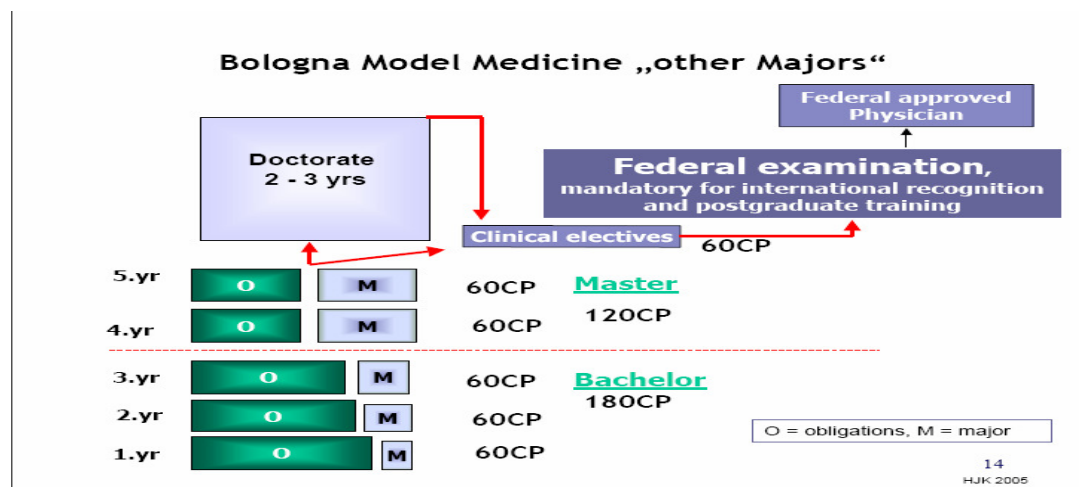 Bologna Model Medicine „other Majors“
Federal approved
Physician
Doctorate
2 - 3 yrs
Federal examination,
mandatory for international recognition
and postgraduate training
Clinical electives
60CP
5.yr O M 60CP Master
4.yr O M 60CP 120CP
3.yr O M 60CP Bachelor
180CP
2.yr O M 60CP
1.yr O M 60CP
O = obligations, M = major
14
HJK 2005